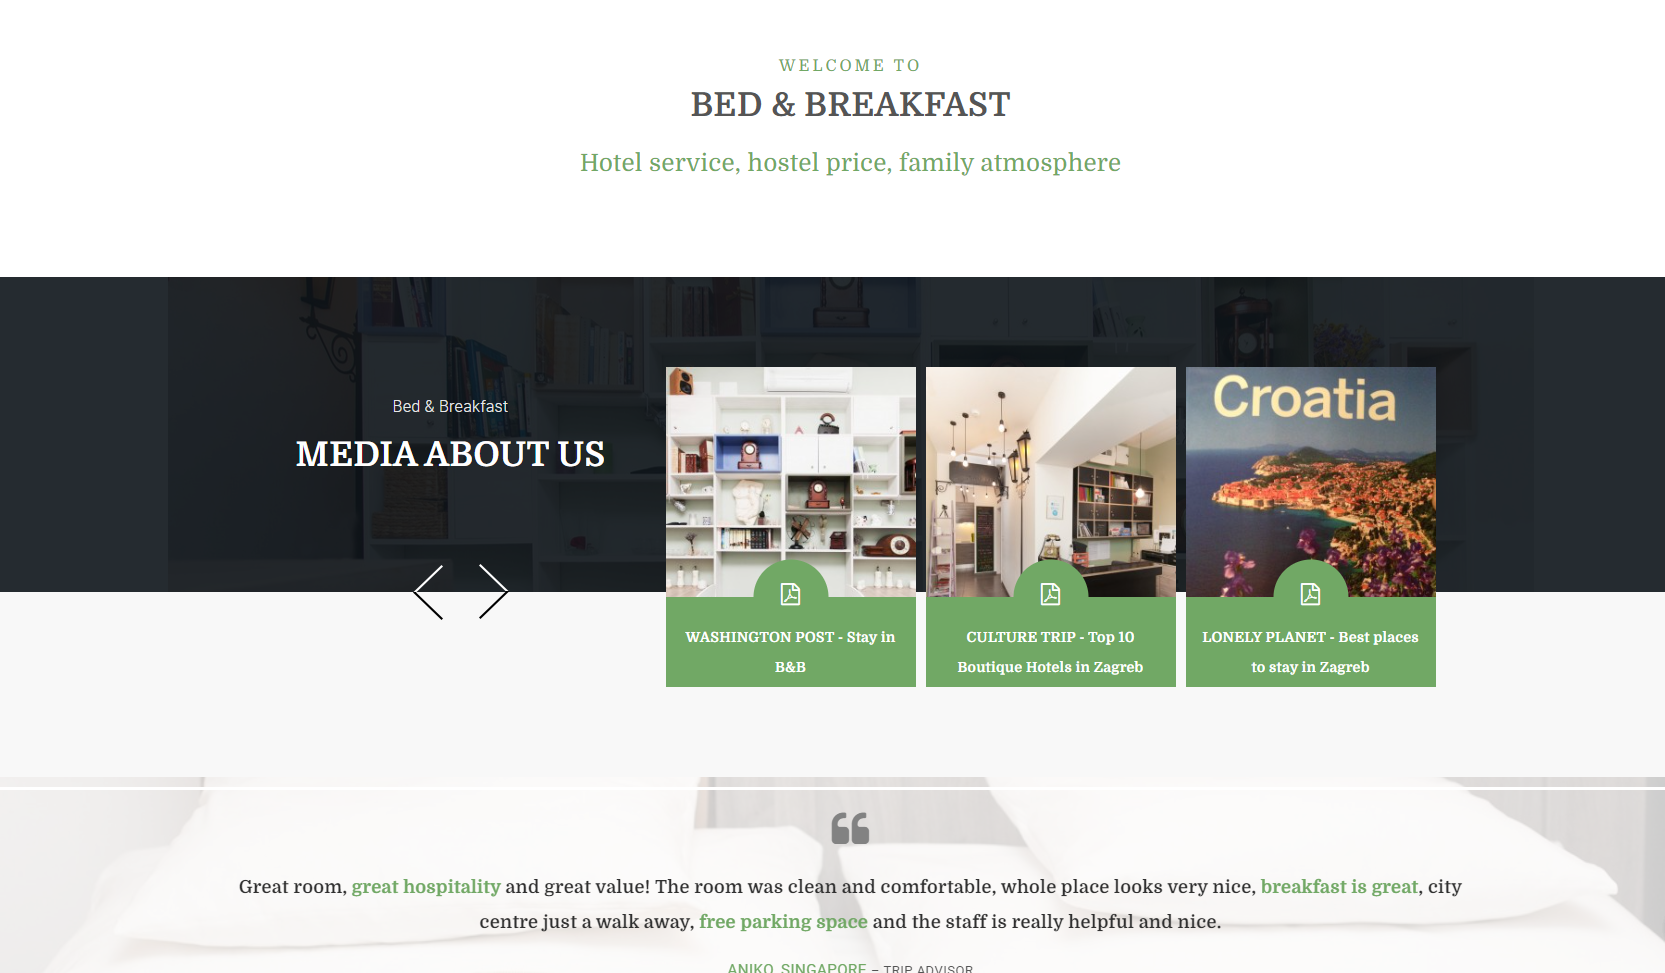 WELCOME TO
BED & BREAKFAST
Hotel service, hostel price, family atmosphere
Bed & Breakfast
MEDIA ABOUT US
Croatia
WASHINGTON POST - Stay in
B&B
CULTURE TRIP - Top 10
Boutique Hotels in Zagreb
LONELY PLANET - Best places
to stay in Zagreb
Great room, great hospitality and great value! The room was clean and comfortable, whole place looks very nice, breakfast is great, city
centre just a walk away, free parking space and the staff is really helpful and nice.
ANIKO, SINGAPORE – TRIP ADVISOR